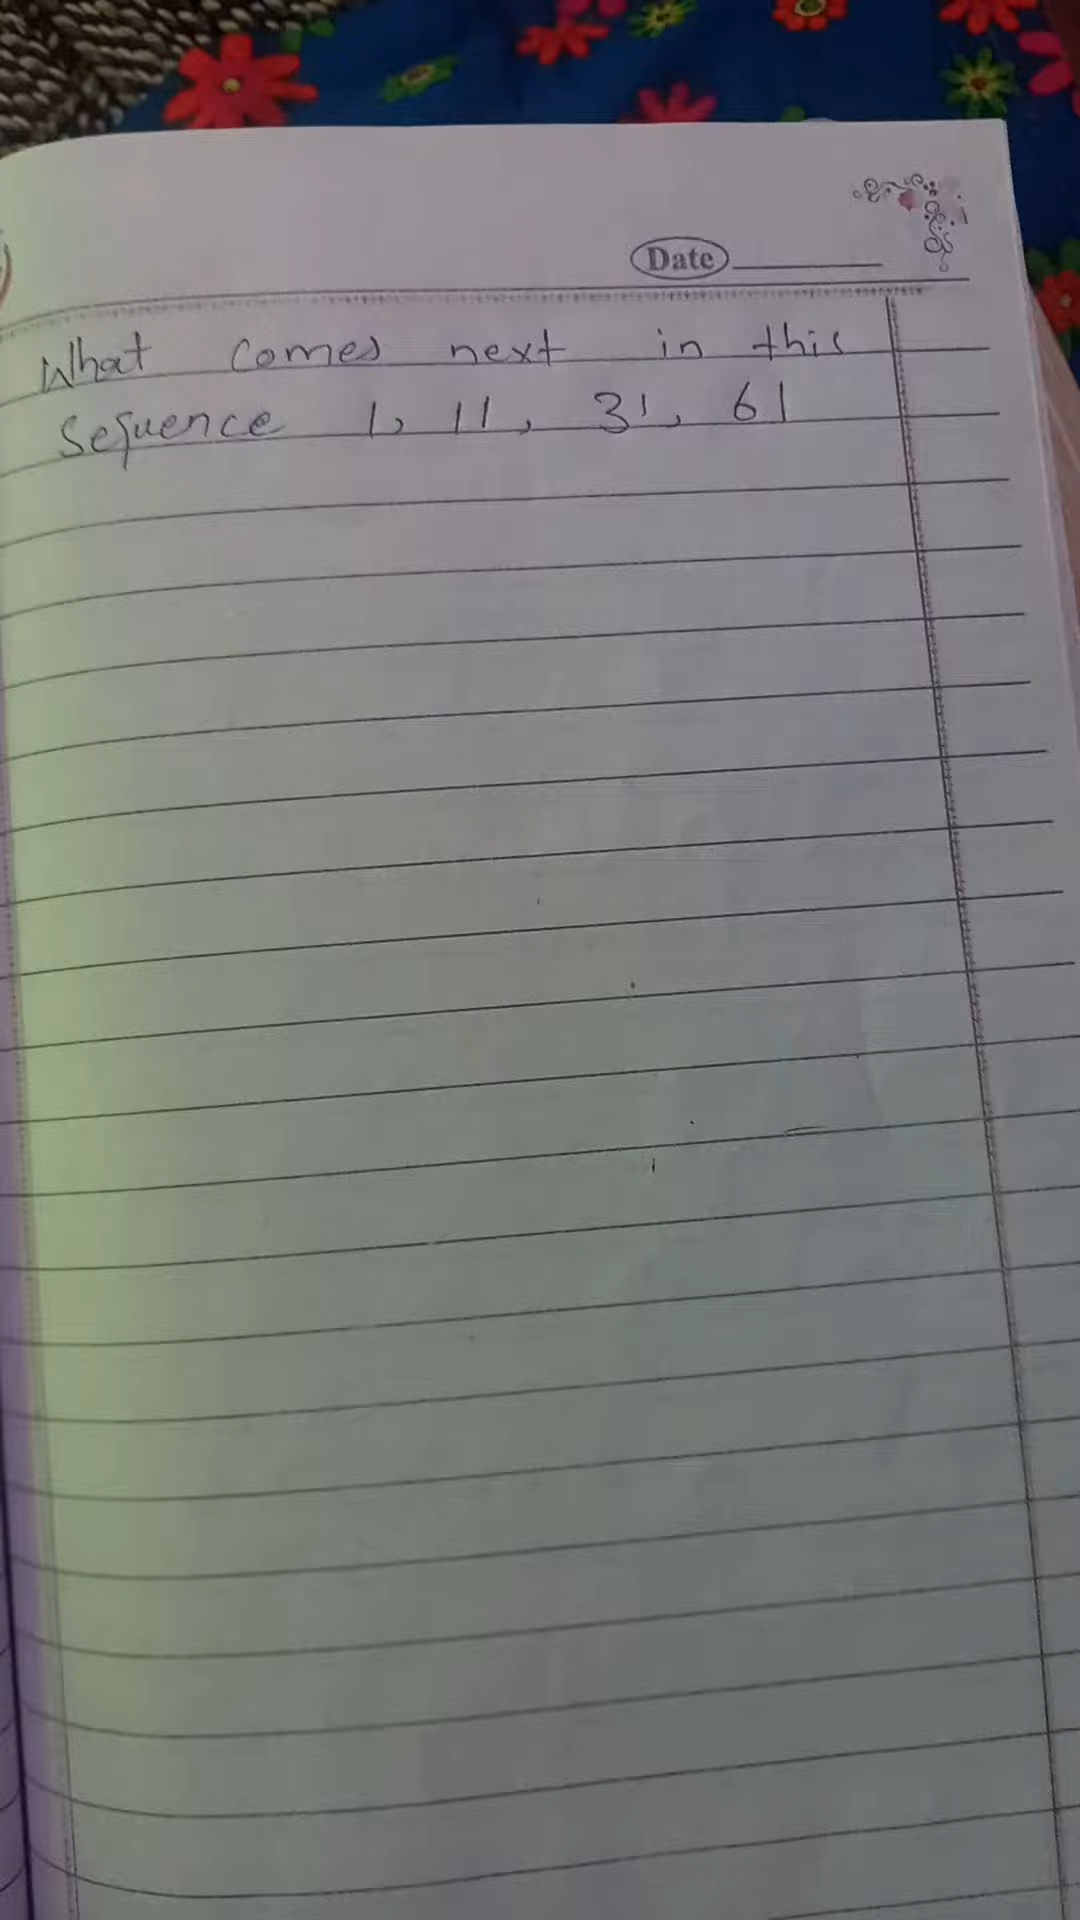 Date
What comes next in this
Sequence 1, 11, 31, 61